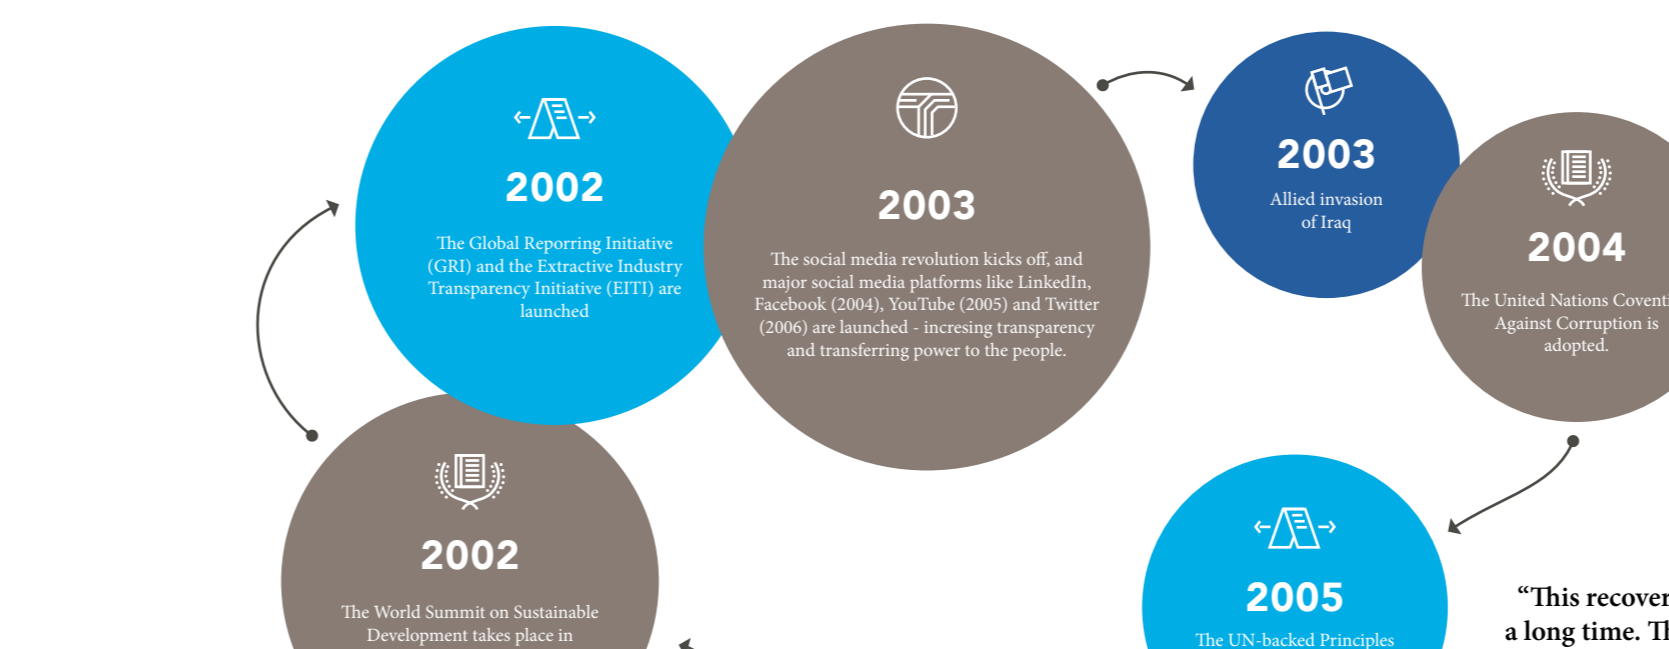 2002
The Global Reporring Initiative
(GRI) and the Extractive Industry
Transparency Initiative (EITI) are
launched
2003
The social media revolution kicks off, and
major social media platforms like LinkedIn,
Facebook (2004), YouTube (2005) and Twitter
(2006) are launched - incresing transparency
and transferring power to the people.
2003
Allied invasion
of Iraq
2004
The United Nations
Against Corruption is
adopted.
2002
The World Summit on Sustainable
Development takes place in
2005
The UN-backed Principles
“This
a long time.